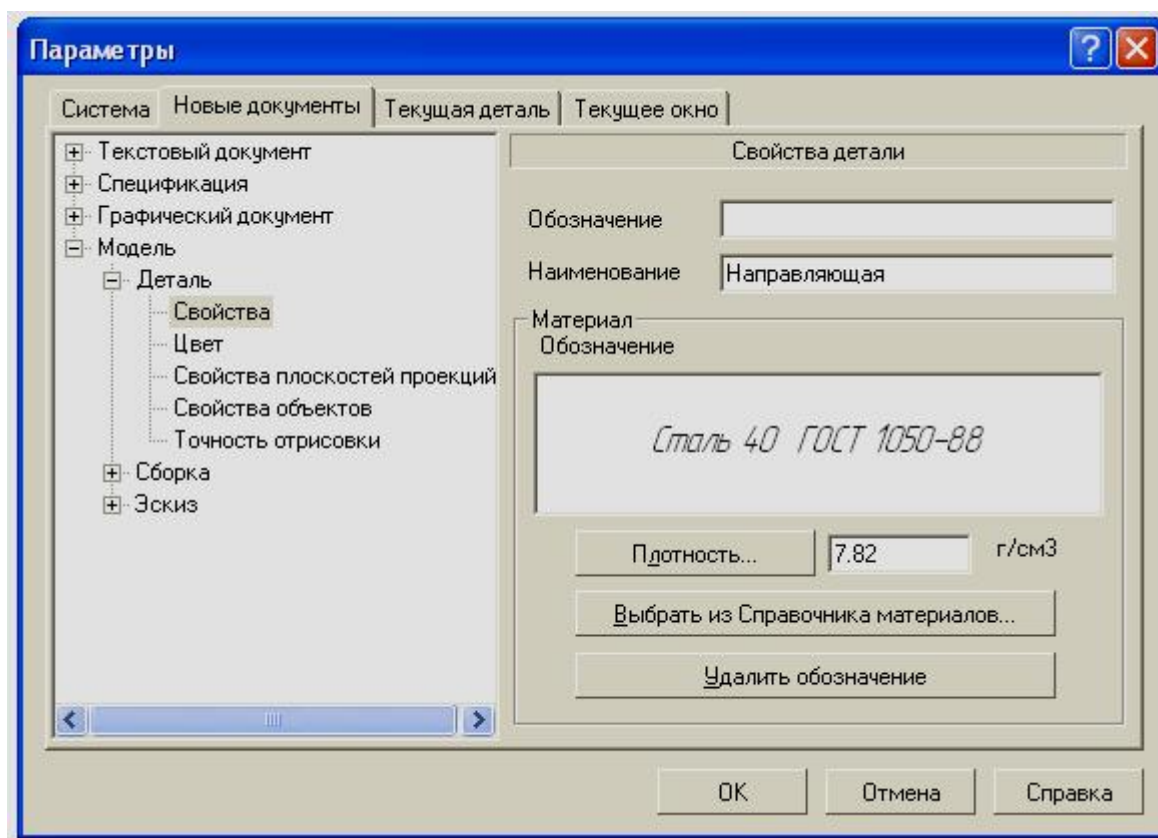 Параметры
Система
Новые документы
Текущая деталь
Текущее окно
Текстовый документ
Спецификация
Графический документ
Модель
Деталь
Свойства
Цвет
Свойства плоскостей проекций
Свойства объектов
Точность отрисовки
Сборка
Эскиз
Свойства детали
Обозначение
Наименование Направляющая
Материал
Обозначение
Сталь 40 ГОСТ 1050-88
Плотность... 7.82 г/см3
Выбрать из Справочника материалов...
Удалить обозначение
OK Отмена Справка